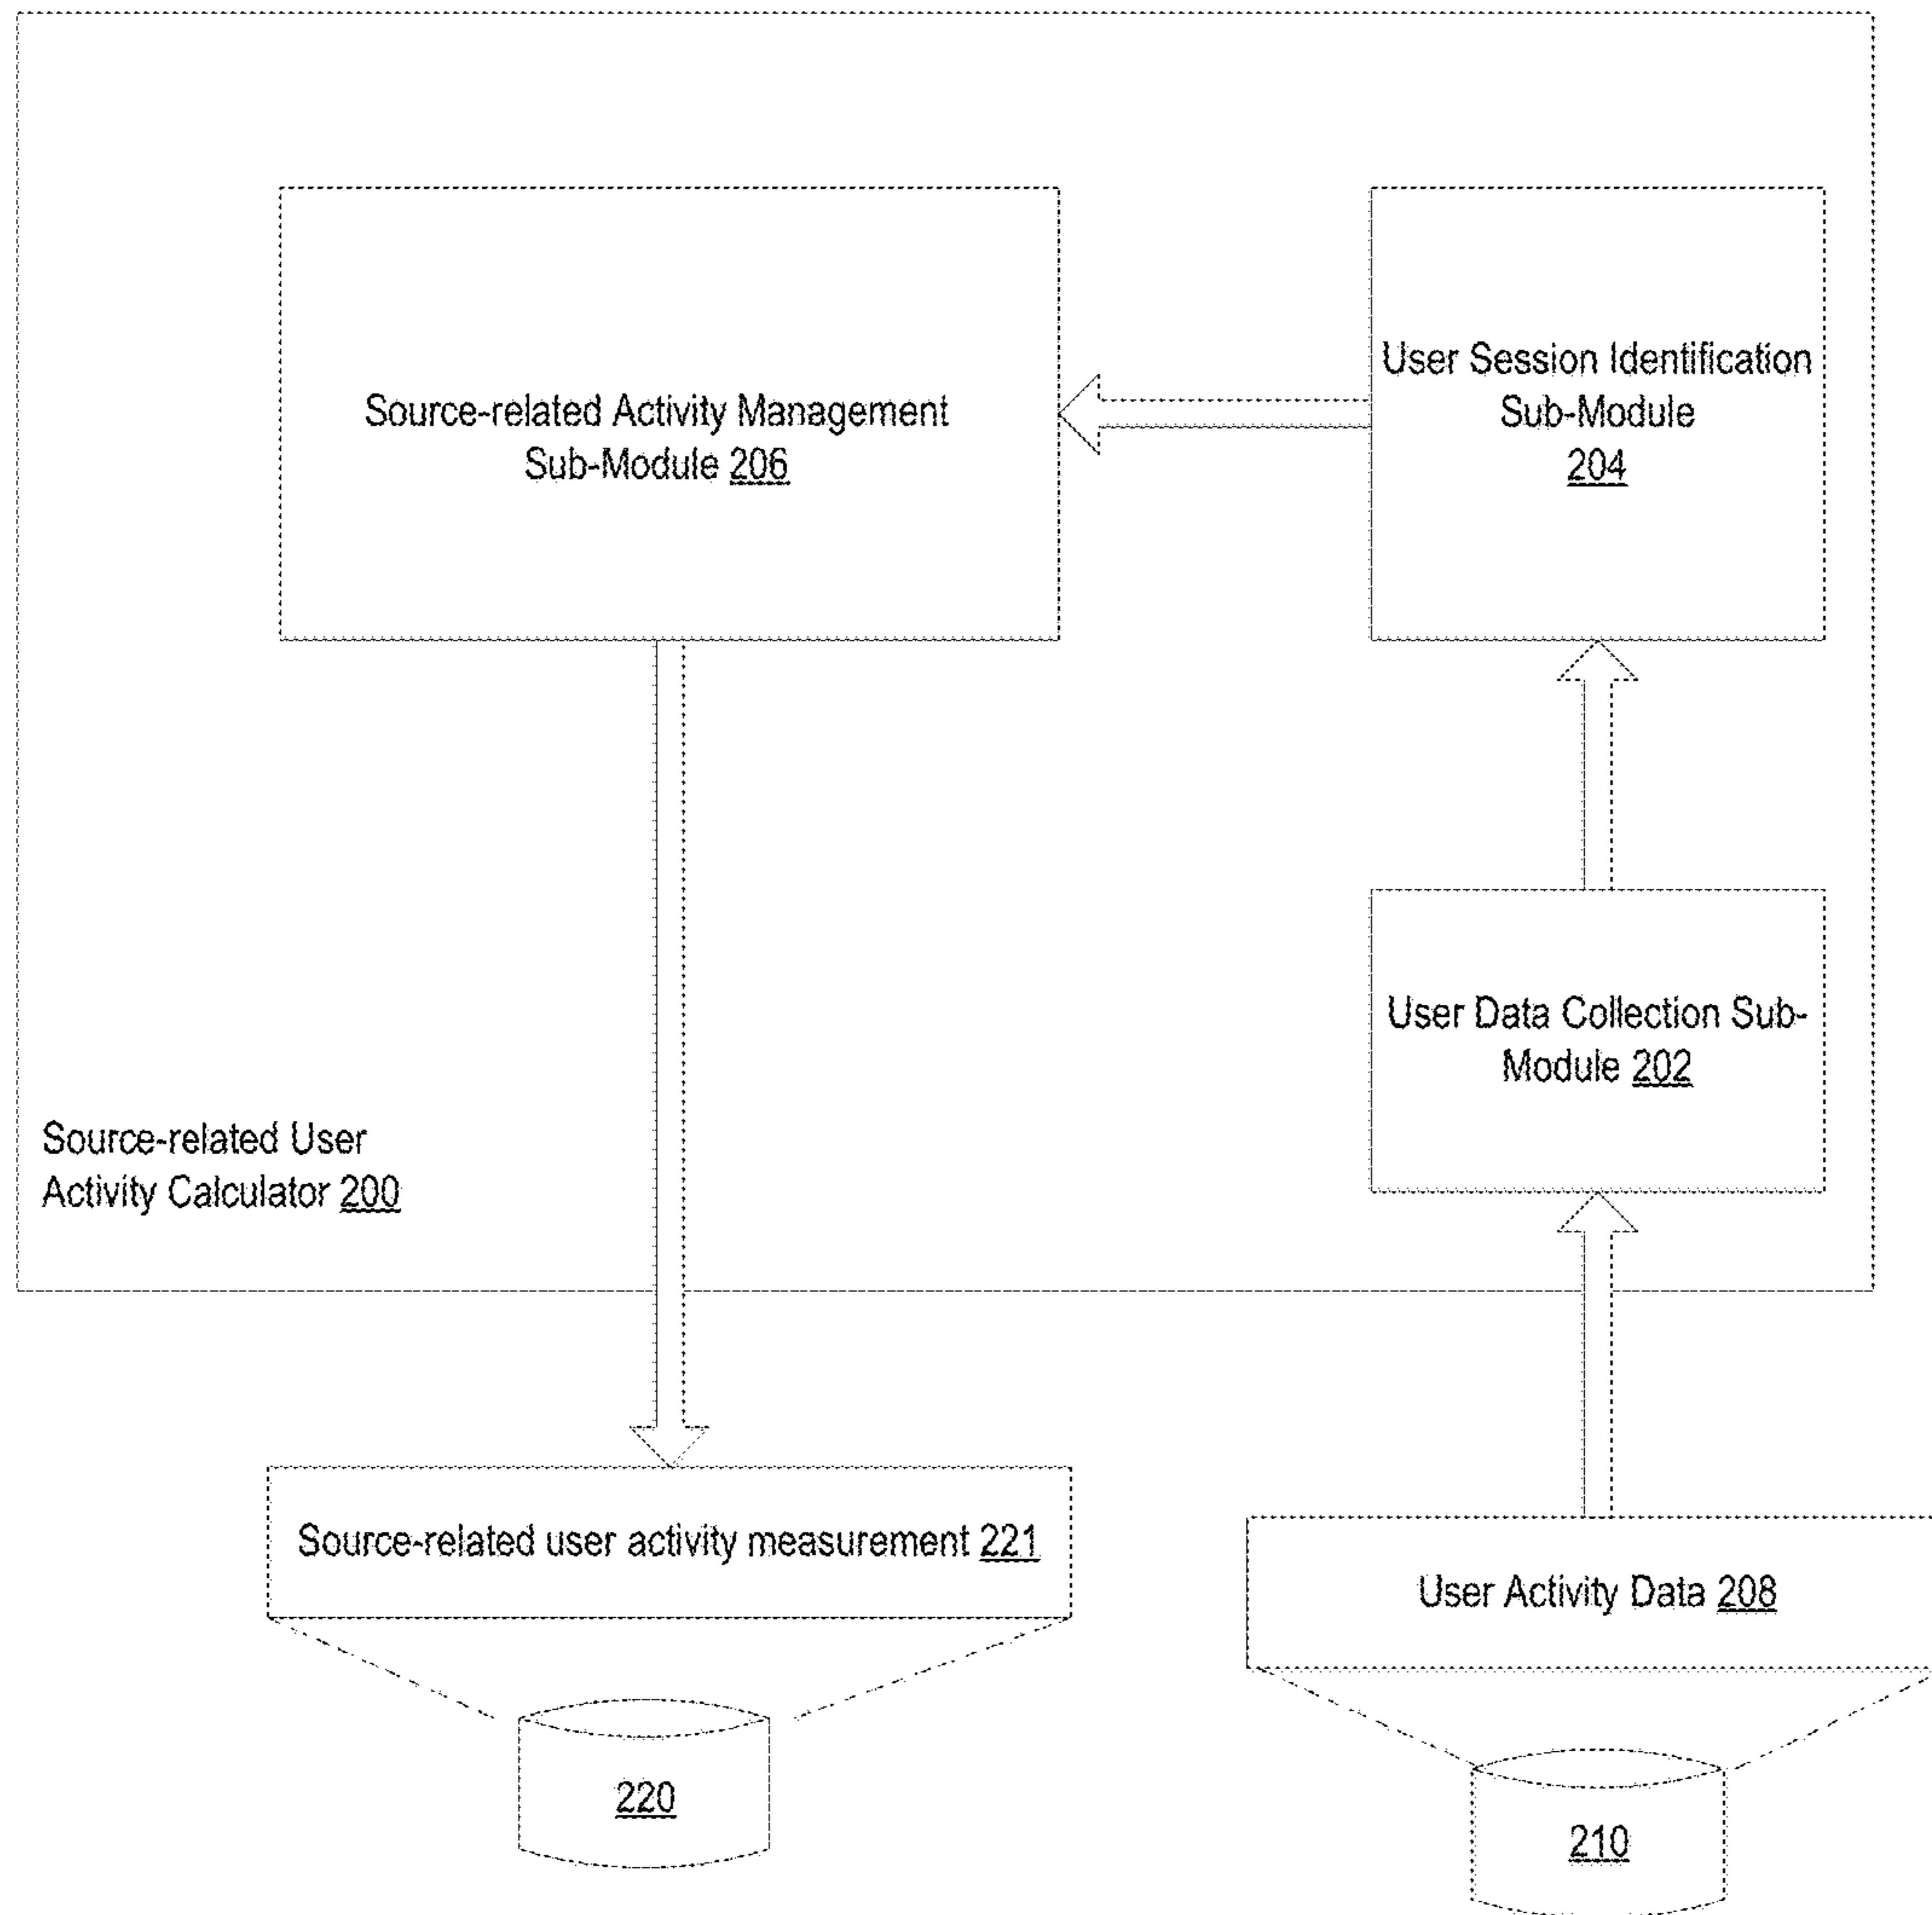 Source-related Activity Management
Sub-Module 206
User Session Identification
Sub-Module
204
User Data Collection Sub-
Module 202
Source-related User
Activity Calculator 200
Source-related user activity measurement 221
User Activity Data 208
220
210